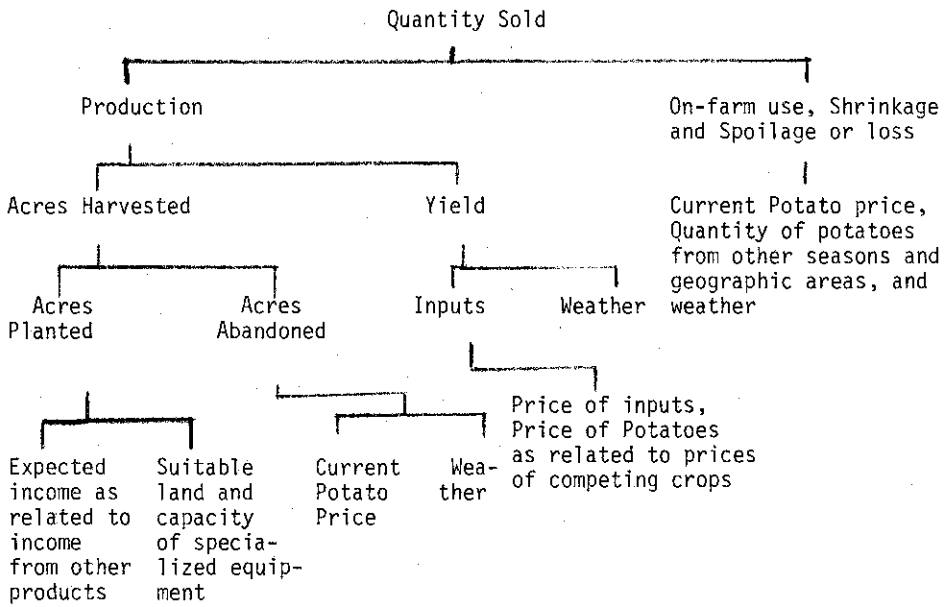 Quantity Sold
Production
On-farm use, Shrinkage
and Spoilage or loss
Acres Harvested
Yield
Current Potato price,
Quantity of potatoes
from other seasons and
geographic areas, and
weather
Acres
Planted
Acres
Abandoned
Inputs
Weather
Price of inputs,
Price of Potatoes
as related to prices
of competing crops
Expected
income as
related to
income
from other
products
Suitable
land and
capacity
of specia-
lized equip-
ment
Current
Potato
Price
Wea-
ther